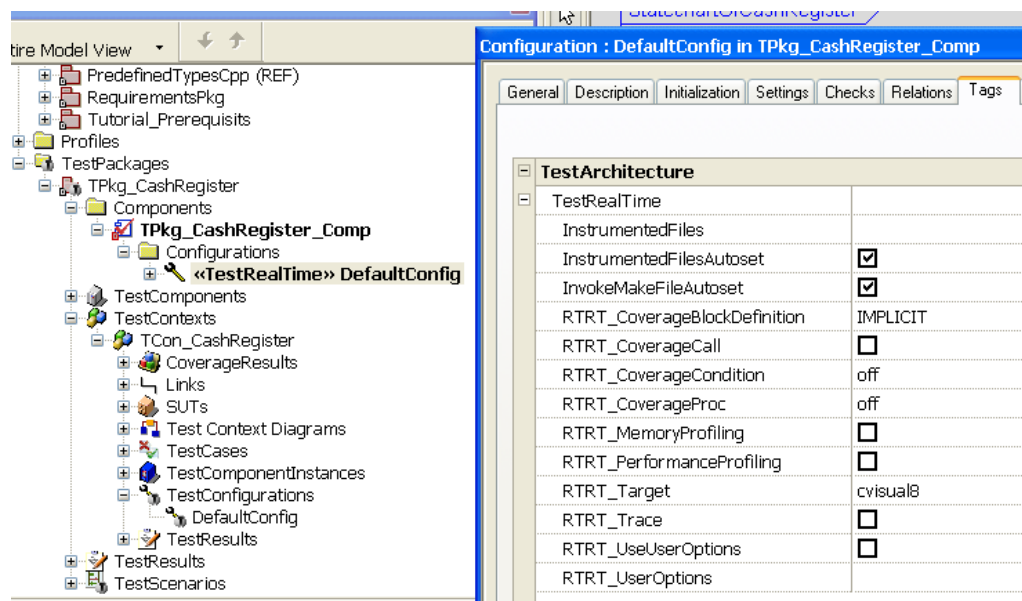 StatechartOfCashRegister
tire Model View
Configuration : DefaultConfig in TPkg_CashRegister_Comp
PredefinedTypesCpp (REF)
RequirementsPkg
Tutorial_Prerequisits
Profiles
TestPackages
TPkg_CashRegister
Components
TPkg_CashRegister_Comp
Configurations
«TestRealTime» DefaultConfig
TestComponents
TestContexts
TCon_CashRegister
CoverageResults
Links
SUTs
Test Context Diagrams
TestCases
TestComponentInstances
TestConfigurations
DefaultConfig
TestResults
TestResults
TestScenarios
General Description Initialization Settings Checks Relations Tags
TestArchitecture
TestRealTime
InstrumentedFiles
InstrumentedFilesAutoset
InvokeMakeFileAutoset
RTRT_CoverageBlockDefinition IMPLICIT
RTRT_CoverageCall
RTRT_CoverageCondition off
RTRT_CoverageProc off
RTRT_MemoryProfiling
RTRT_PerformanceProfiling
RTRT_Target cvisual8
RTRT_Trace
RTRT_UseUserOptions
RTRT_UserOptions